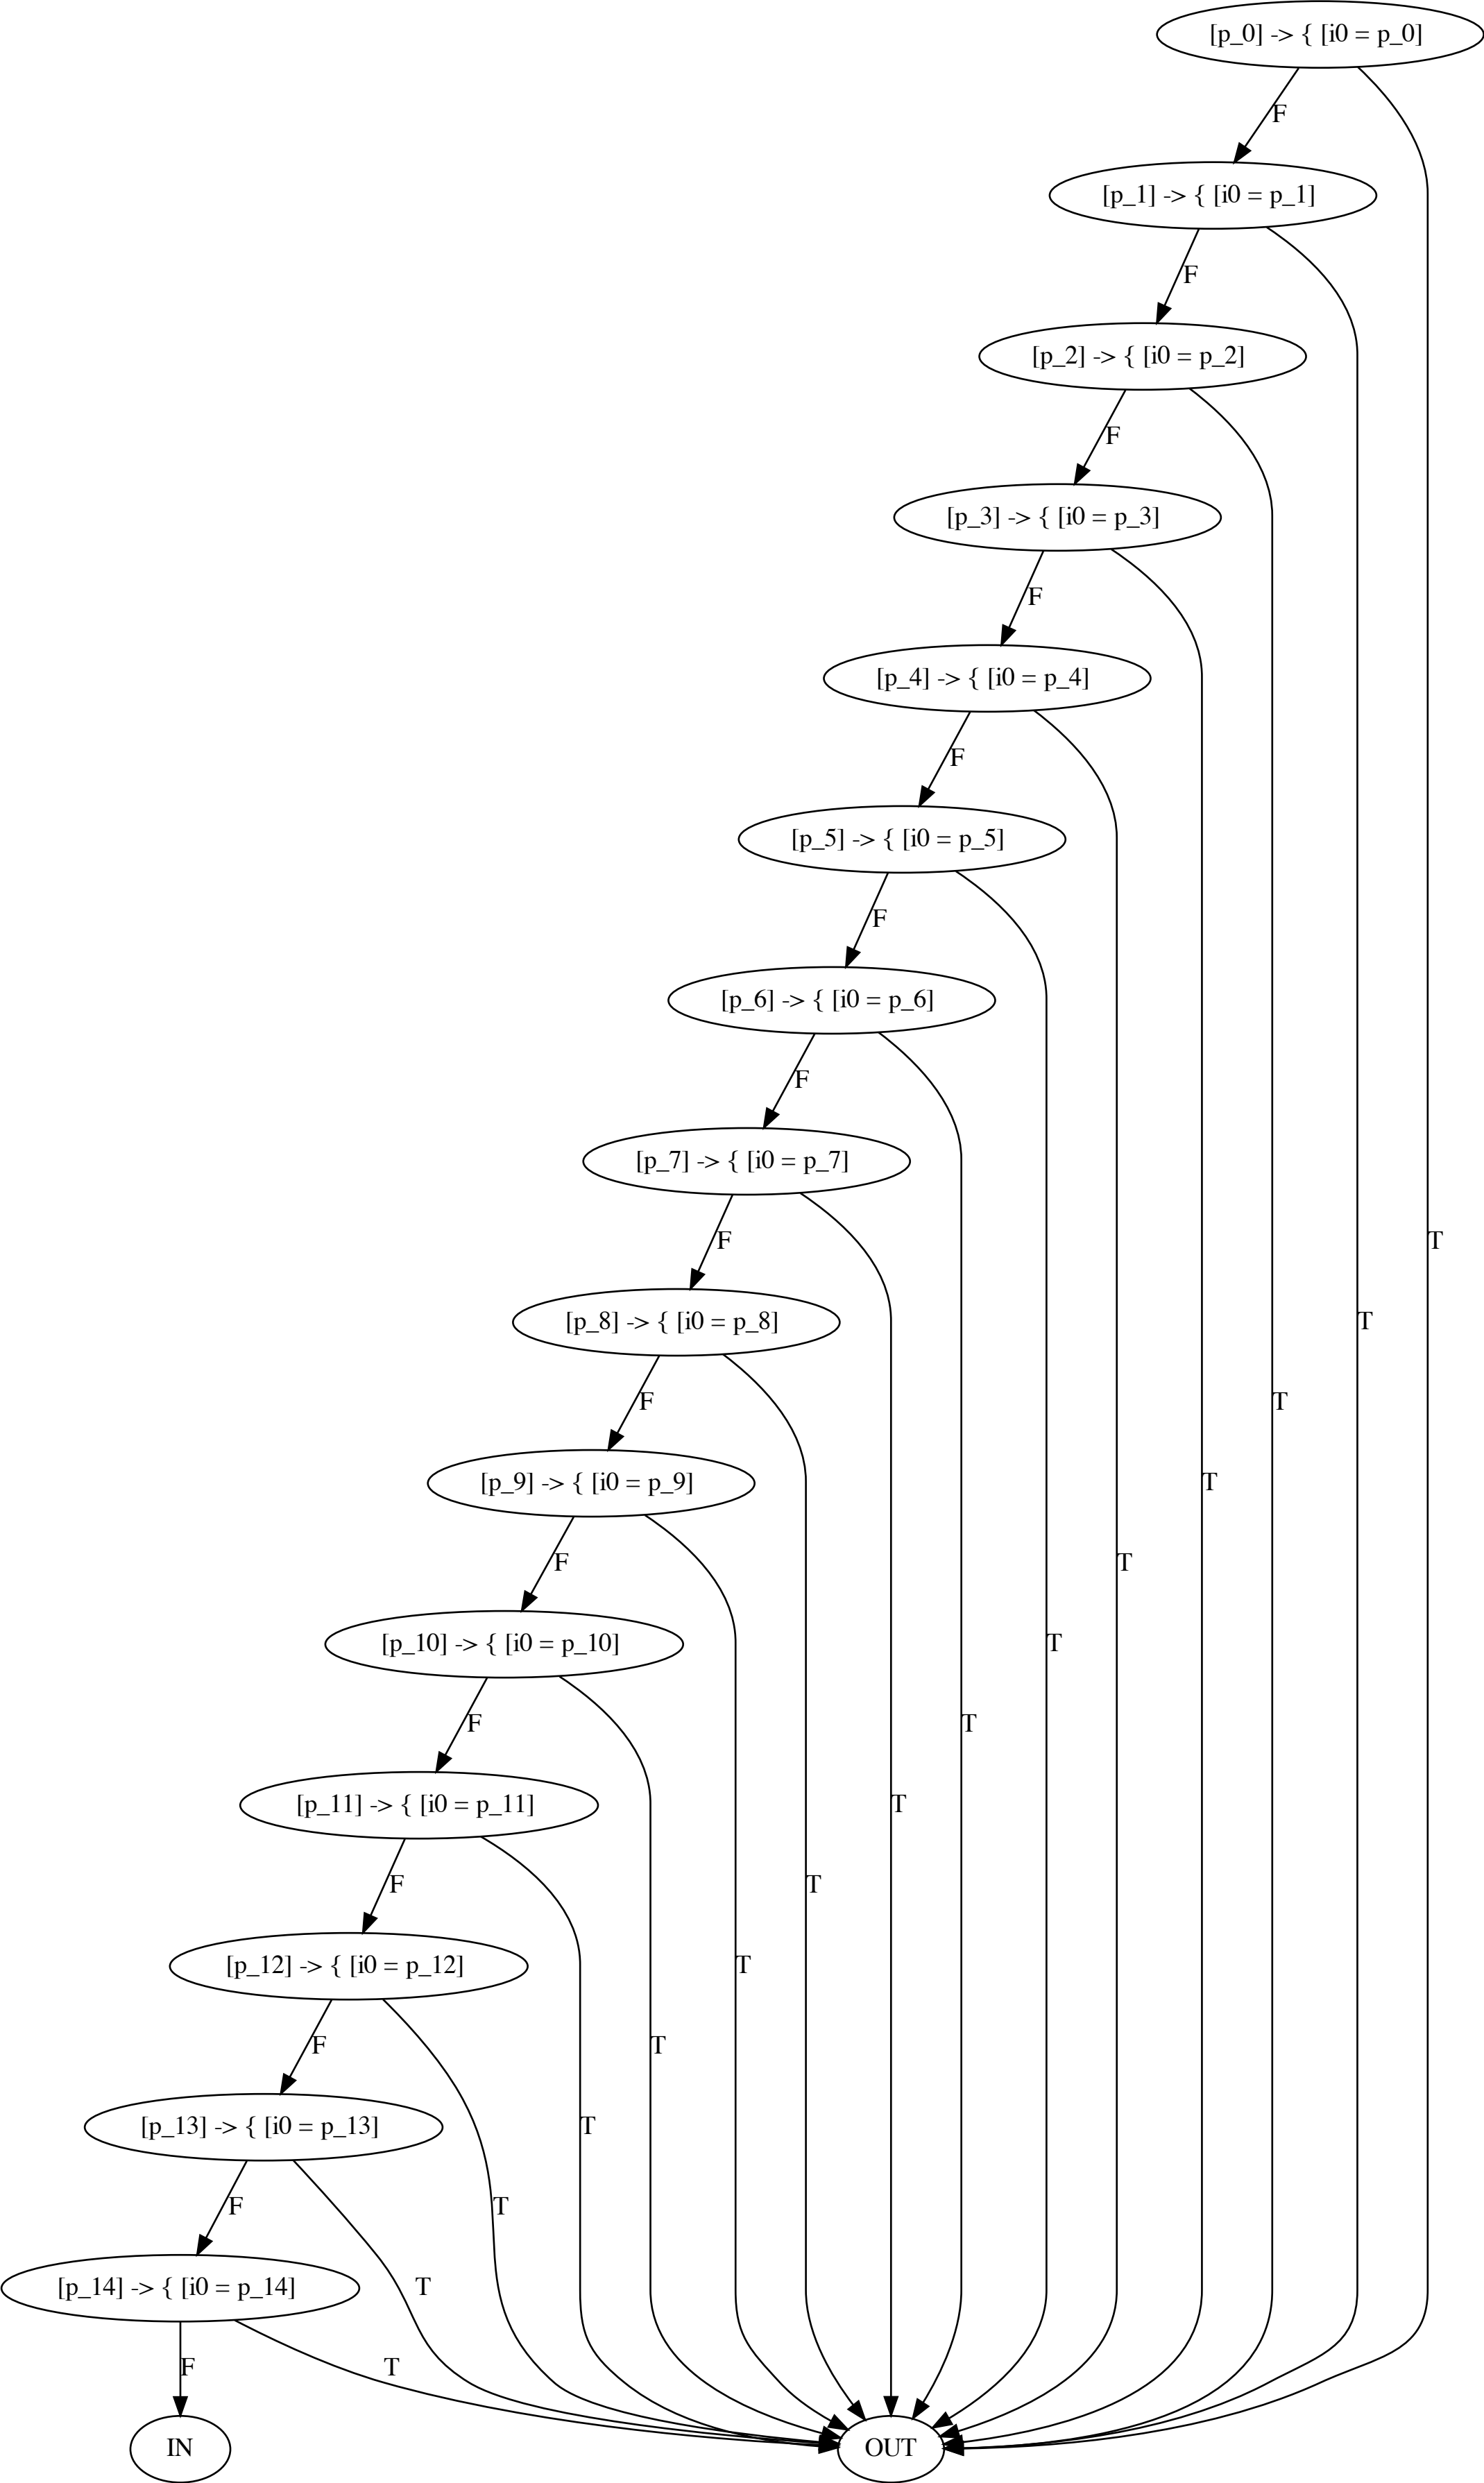 [p_0] -> { [i0 = p_0]
F
[p_1] -> { [i0 = p_1]
F
[p_2] -> { [i0 = p_2]
F
[p_3] -> { [i0 = p_3]
F
[p_4] -> { [i0 = p_4]
F
[p_5] -> { [i0 = p_5]
F
[p_6] -> { [i0 = p_6]
F
[p_7] -> { [i0 = p_7]
F
T
[p_8] -> { [i0 = p_8]
T
F
T
[p_9] -> { [i0 = p_9]
T
F
T
[p_10] -> { [i0 = p_10]
T
F
T
[p_11] -> { [i0 = p_11]
T
F
T
[p_12] -> { [i0 = p_12]
T
F
T
[p_13] -> { [i0 = p_13]
T
F
T
[p_14] -> { [i0 = p_14]
T
F
T
IN
OUT